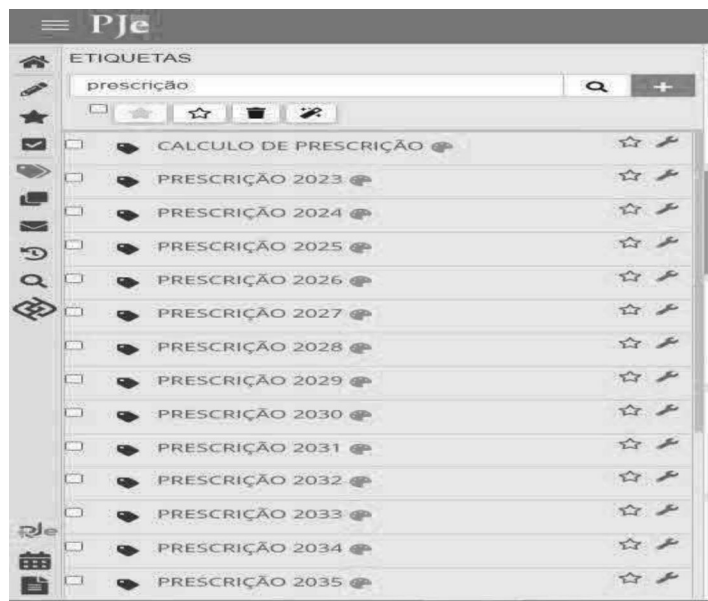 PJe
ETIQUETAS
prescrição
CALCULO DE PRESCRIÇÃO
PRESCRIÇÃO 2023
PRESCRIÇÃO 2024
PRESCRIÇÃO 2025
PRESCRIÇÃO 2026
PRESCRIÇÃO 2027
PRESCRIÇÃO 2028
PRESCRIÇÃO 2029
PRESCRIÇÃO 2030
PRESCRIÇÃO 2031
PRESCRIÇÃO 2032
PRESCRIÇÃO 2033
PRESCRIÇÃO 2034
PJe
PRESCRIÇÃO 2035